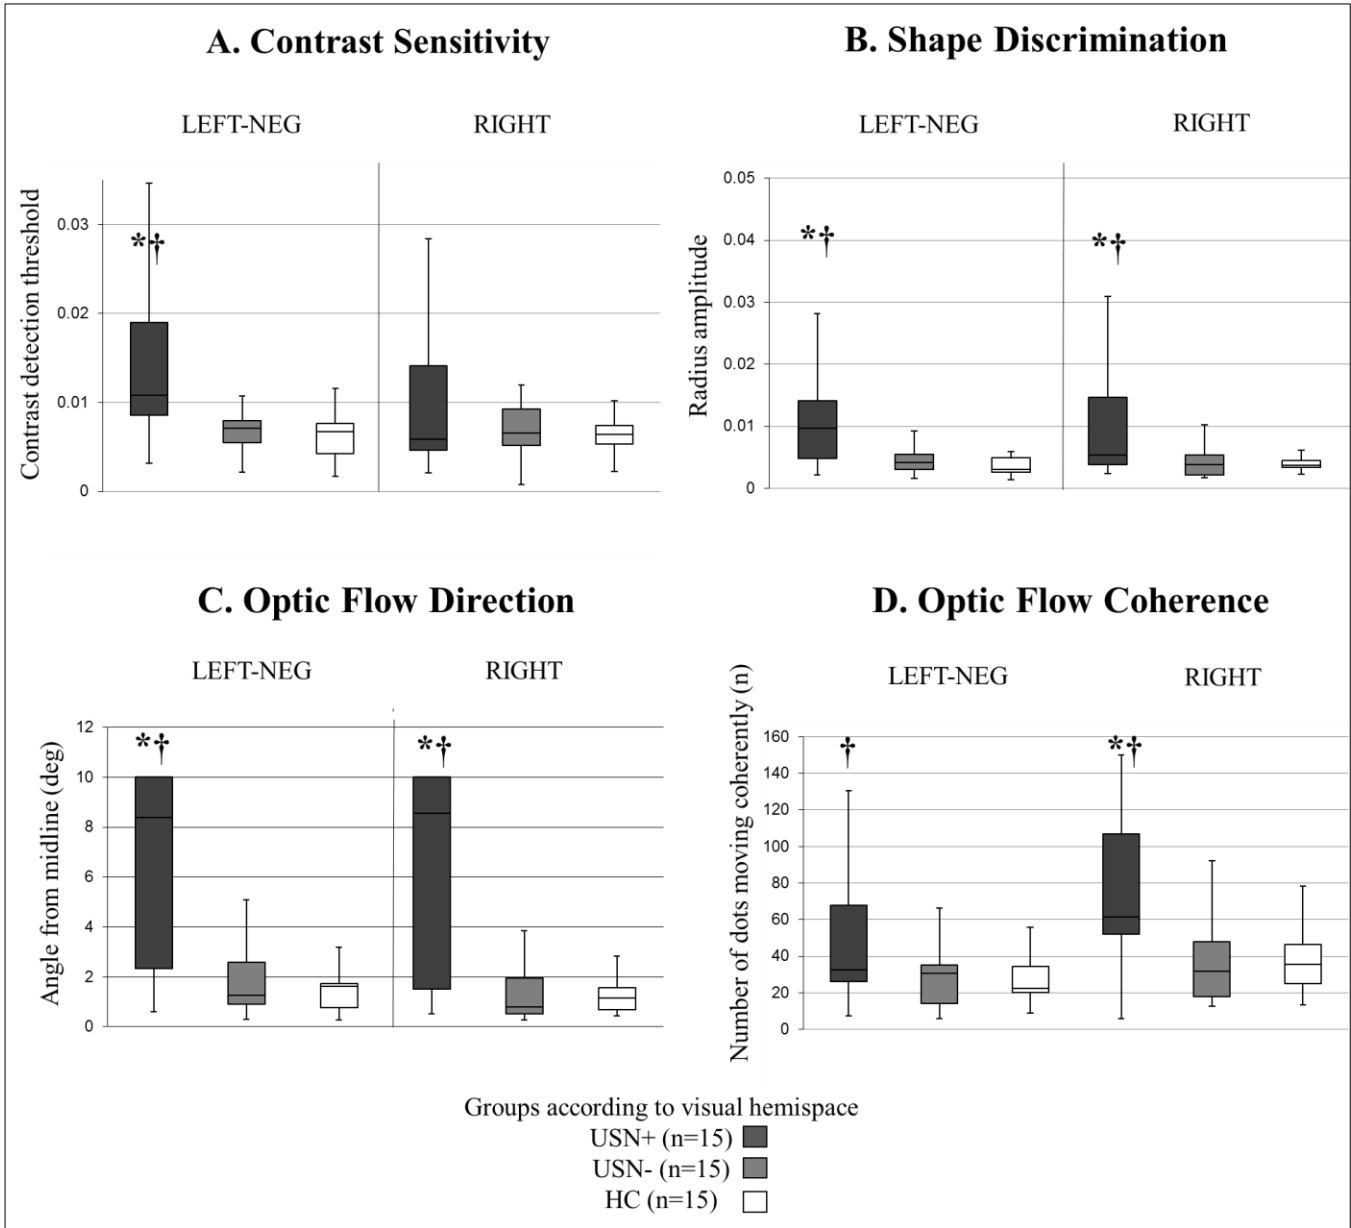 A. Contrast Sensitivity
LEFT-NEG RIGHT
Contrast detection threshold
0.03
0.02
0.01
0
*†
B. Shape Discrimination
LEFT-NEG RIGHT
Radius amplitude
0.05
0.04
0.03
0.02
0.01
0
*† *†
C. Optic Flow Direction
LEFT-NEG RIGHT
Angle from midline (deg)
12
10
8
6
4
2
0
*† *†
D. Optic Flow Coherence
LEFT-NEG RIGHT
Number of dots moving coherently (n)
160
140
120
100
80
60
40
20
0
† *†
Groups according to visual hemispace
USN+ (n=15)
USN- (n=15)
HC (n=15)